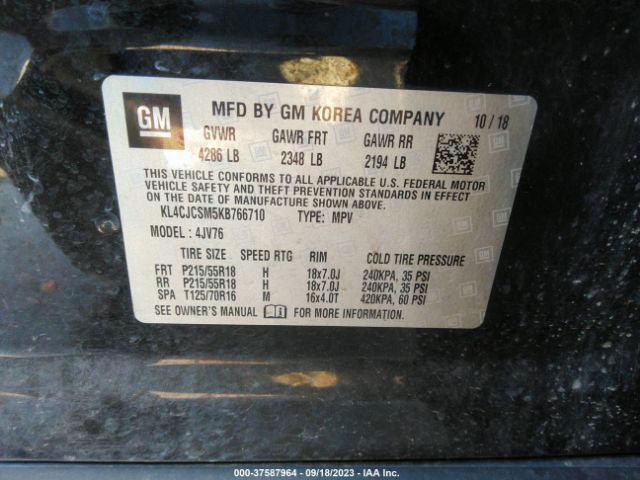 GM
MFD BY GM KOREA COMPANY 10/18
GVWR GAWR FRT GAWR RR
4286 LB 2348 LB 2194 LB
THIS VEHICLE CONFORMS TO ALL APPLICABLE U.S. FEDERAL MOTOR
VEHICLE SAFETY AND THEFT PREVENTION STANDARDS IN EFFECT ON
THE DATE OF MANUFACTURE SHOWN ABOVE.
KL4CJCSM5KB766710 TYPE: MPV
MODEL: 4JV76
TIRE SIZE SPEED RTG RIM COLD TIRE PRESSURE
FRT P215/55R18 H 18x7.0J 240KPA, 35 PSI
RR P215/55R18 H 18x7.0J 240KPA, 35 PSI
SPA T125/70R16 M 16x4.0T 420KPA, 60 PSI
SEE OWNER'S MANUAL FOR MORE INFORMATION.
000-37587964 - 09/18/2023 - IAA Inc.